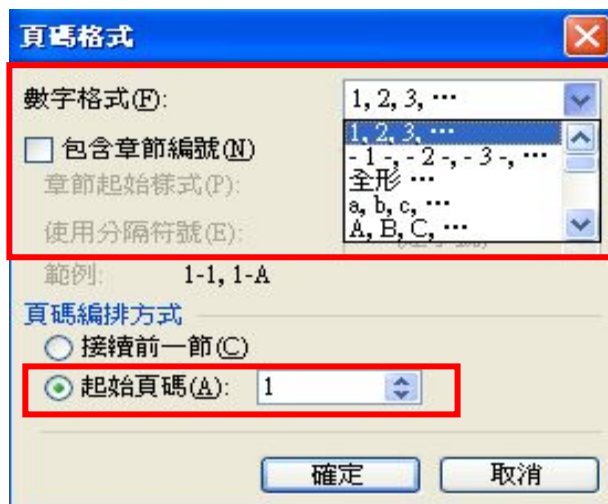 頁碼格式
數字格式(F): 1, 2, 3, …
1, 2, 3, …
包含章節編號(N)
- 1 -, - 2 -, - 3 -, …
章節起始樣式(P):
全形 …
a, b, c, …
使用分隔符號(E):
A, B, C, …
範例: 1-1, 1-A
頁碼編排方式
接續前一節(C)
起始頁碼(A): 1
確定 取消